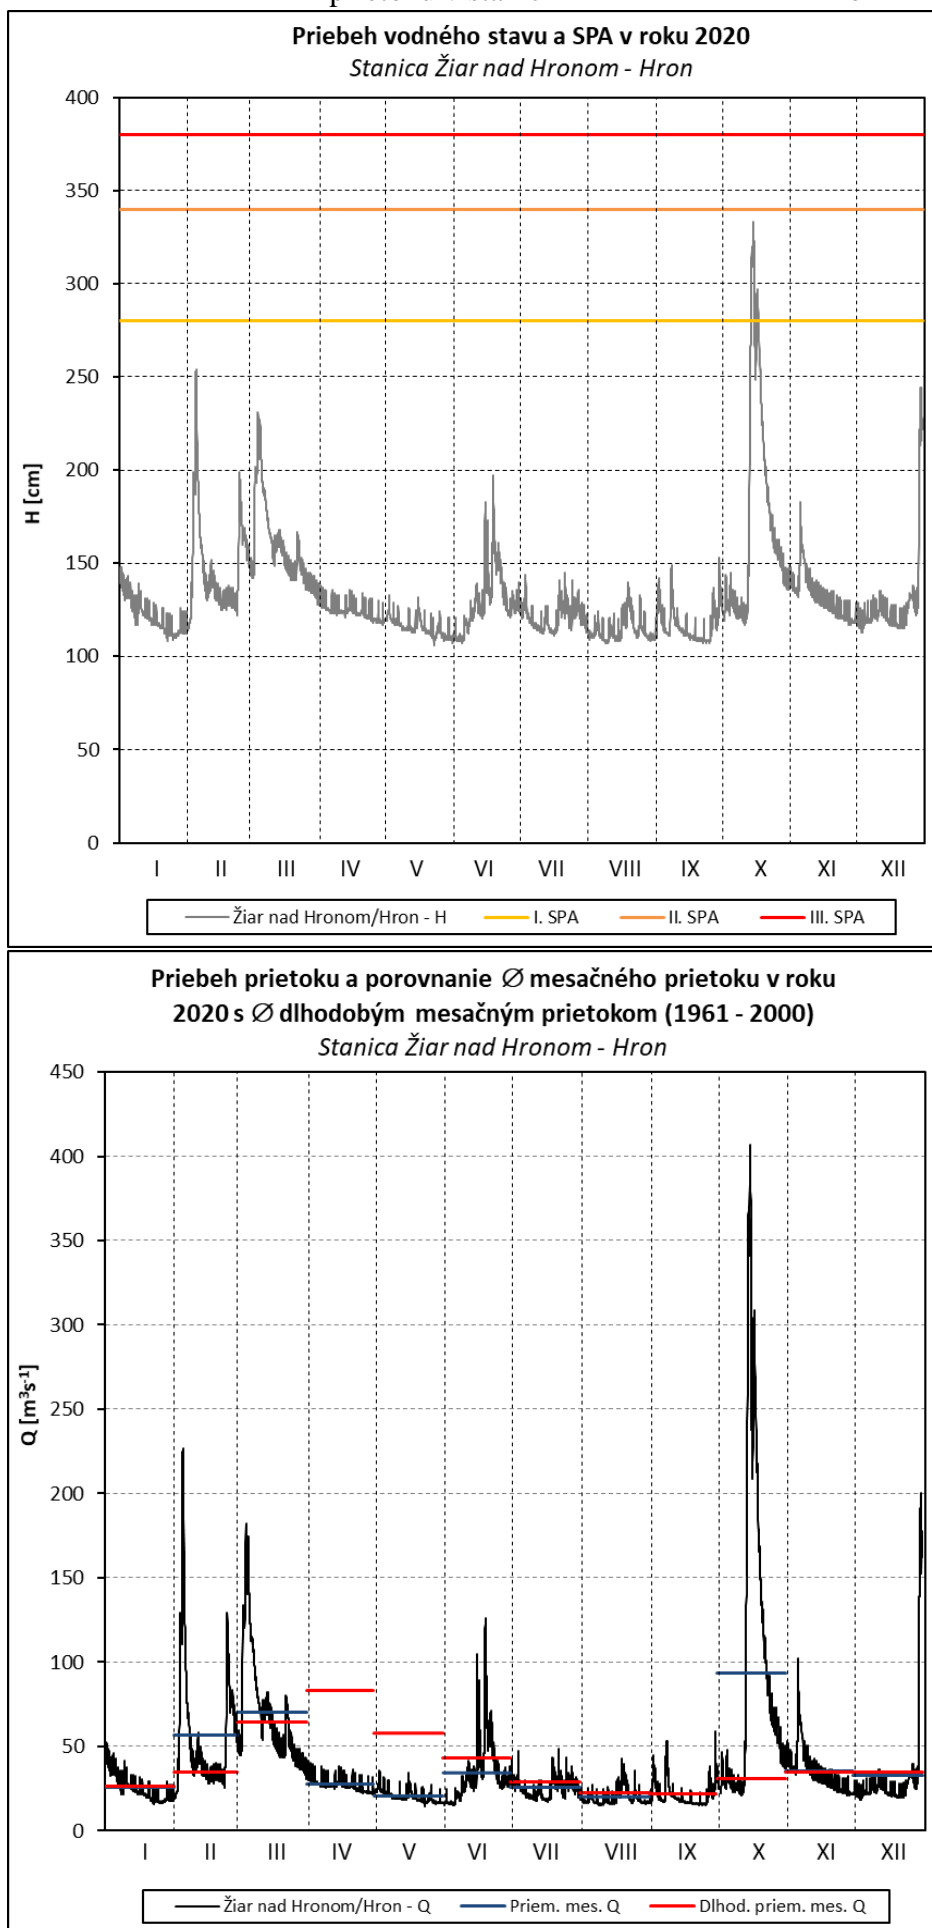 Priebeh vodného stavu a SPA v roku 2020
Stanica Žiar nad Hronom - Hron
400
350
300
250
200
150
100
50
0
H [cm]
I II III IV V VI VII VIII IX X XI XII
Žiar nad Hronom/Hron - H I. SPA II. SPA III. SPA
Priebeh prietoku a porovnanie ∅ mesačného prietoku v roku
2020 s ∅ dlhodobým mesačným prietokom (1961 - 2000)
Stanica Žiar nad Hronom - Hron
450
400
350
300
250
200
150
100
50
0
Q [m³s⁻¹]
I II III IV V VI VII VIII IX X XI XII
Žiar nad Hronom/Hron - Q Priem. mes. Q Dlhod. priem. mes. Q